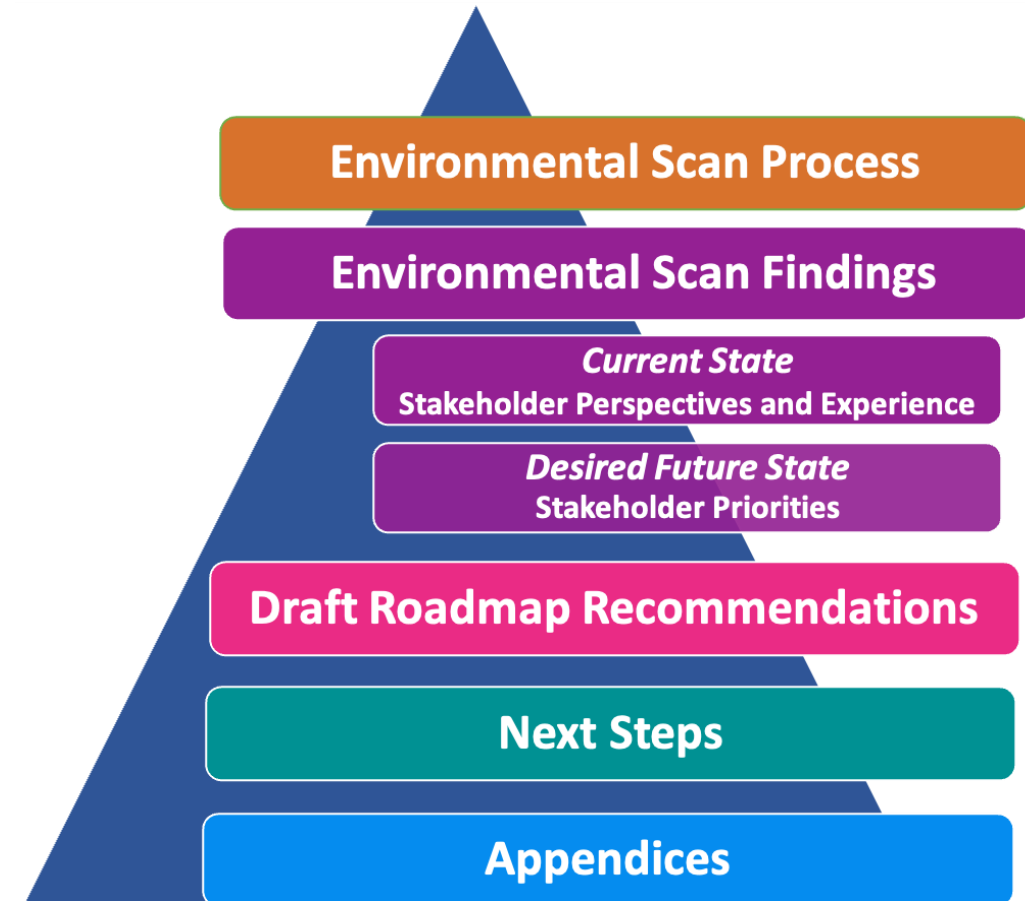 Environmental Scan Process
Environmental Scan Findings
Current State
Stakeholder Perspectives and Experience
Desired Future State
Stakeholder Priorities
Draft Roadmap Recommendations
Next Steps
Appendices